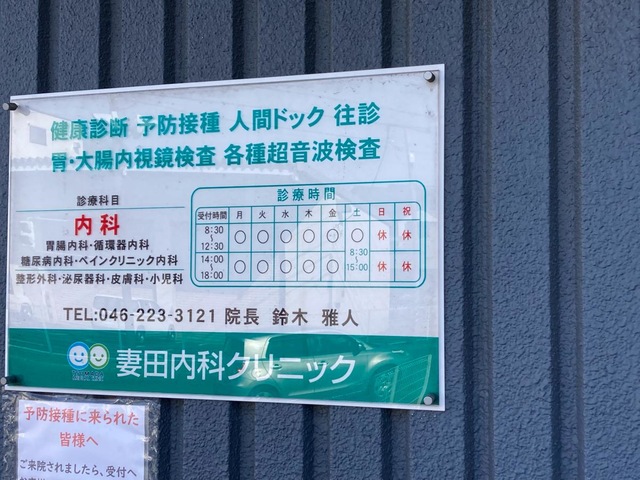 健康診断 予防接種 人間ドック 往診
胃・大腸内視鏡検査 各種超音波検査
診療科目
内科
胃腸内科・循環器内科
糖尿病内科・ペインクリニック内科
整形外科・泌尿器科・皮膚科・小児科
診療時間
受付時間 月 火 水 木 金 土 日 祝
8:30〜12:30 ○ ○ ○ ○ ○ ○ 休 休
14:00〜18:00 ○ ○ ○ ○ ○ 8:30〜15:00 休 休
TEL:046-223-3121 院長 鈴木 雅人
妻田内科クリニック
予防接種に来られた
皆様へ
ご来院されましたら、受付へ